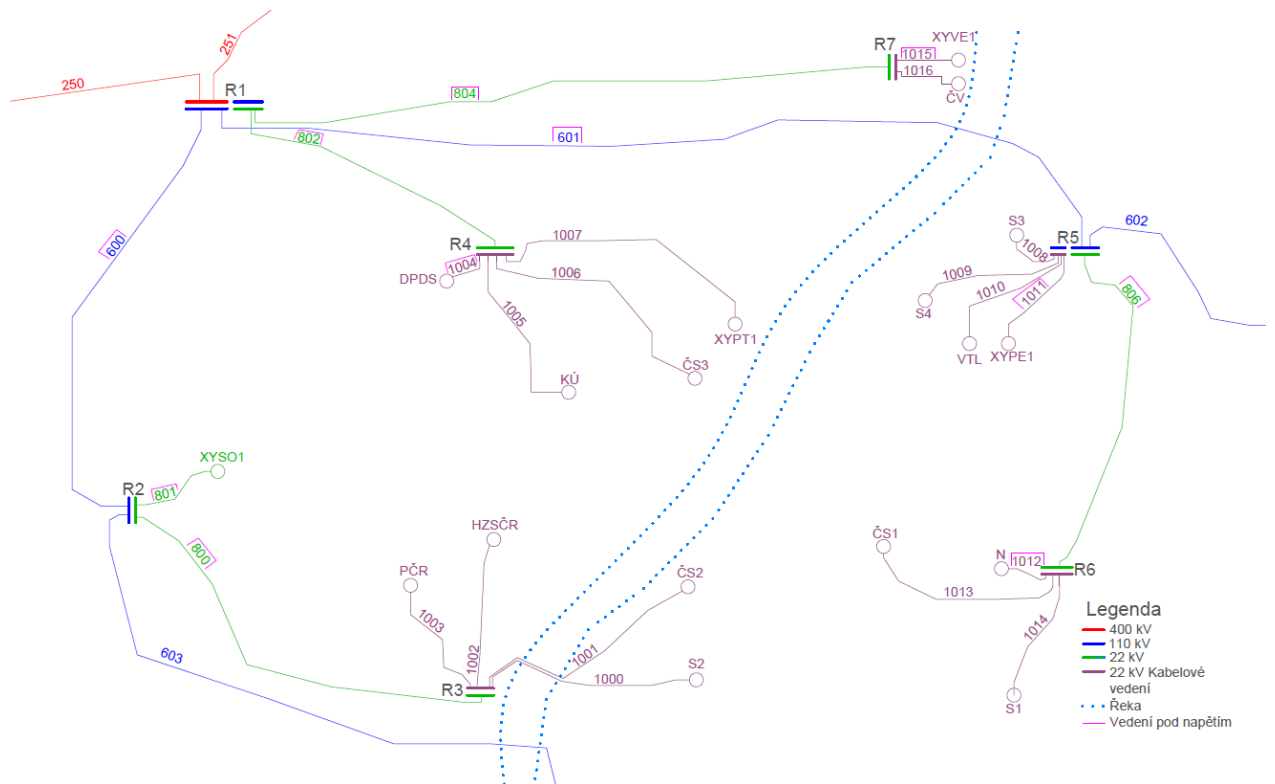 251
250
R1
804
802
601
R7
1015
XYVE1
1016
ČV
600
R4
1004
DPDS
1007
1006
1005
XYPT1
ČS3
KÚ
S3
R5
602
1008
1009
1010
1011
S4
VTL
XYPE1
806
XYSO1
R2
801
800
HZSČR
PČR
1003
1002
ČS2
1001
1000
S2
R3
603
ČS1
N
1012
R6
1013
1014
S1
Legenda
400 kV
110 kV
22 kV
22 kV Kabelové
vedení
Řeka
Vedení pod napětím